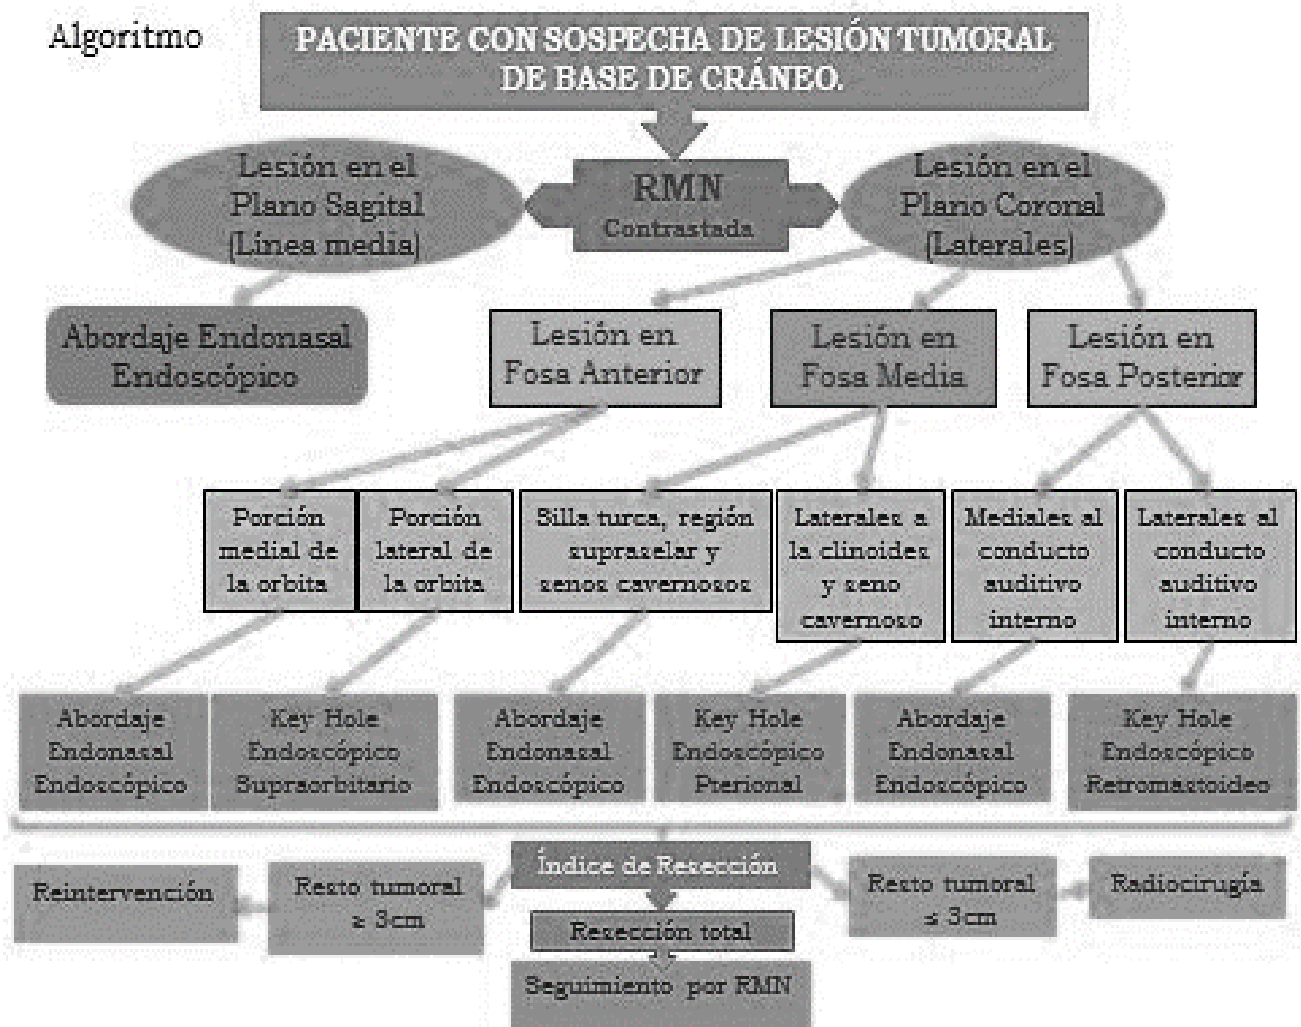 Algoritmo
PACIENTE CON SOSPECHA DE LESIÓN TUMORAL
DE BASE DE CRÁNEO.
Lesión en el
Plano Sagital
(Línea media)
RMN
Contrastada
Lesión en el
Plano Coronal
(Laterales)
Abordaje Endonasal
Endoscópico
Lesión en
Fosa Anterior
Lesión en
Fosa Media
Lesión en
Fosa Posterior
Porción
medial de
la orbita
Porción
lateral de
la orbita
Silla turca, región
supraselar y
senos cavernosos
Laterales a
la clinoides
y seno
cavernoso
Mediales al
conducto
auditivo
interno
Laterales al
conducto
auditivo
interno
Abordaje
Endonasal
Endoscópico
Key Hole
Endoscópico
Supraorbitario
Abordaje
Endonasal
Endoscópico
Key Hole
Endoscópico
Pterional
Abordaje
Endonasal
Endoscópico
Key Hole
Endoscópico
Retromastoideo
Índice de Resección
Reintervención
Resto tumoral
≥ 3cm
Resto tumoral
≤ 3cm
Radiocirugía
Resección total
Seguimiento por RMN